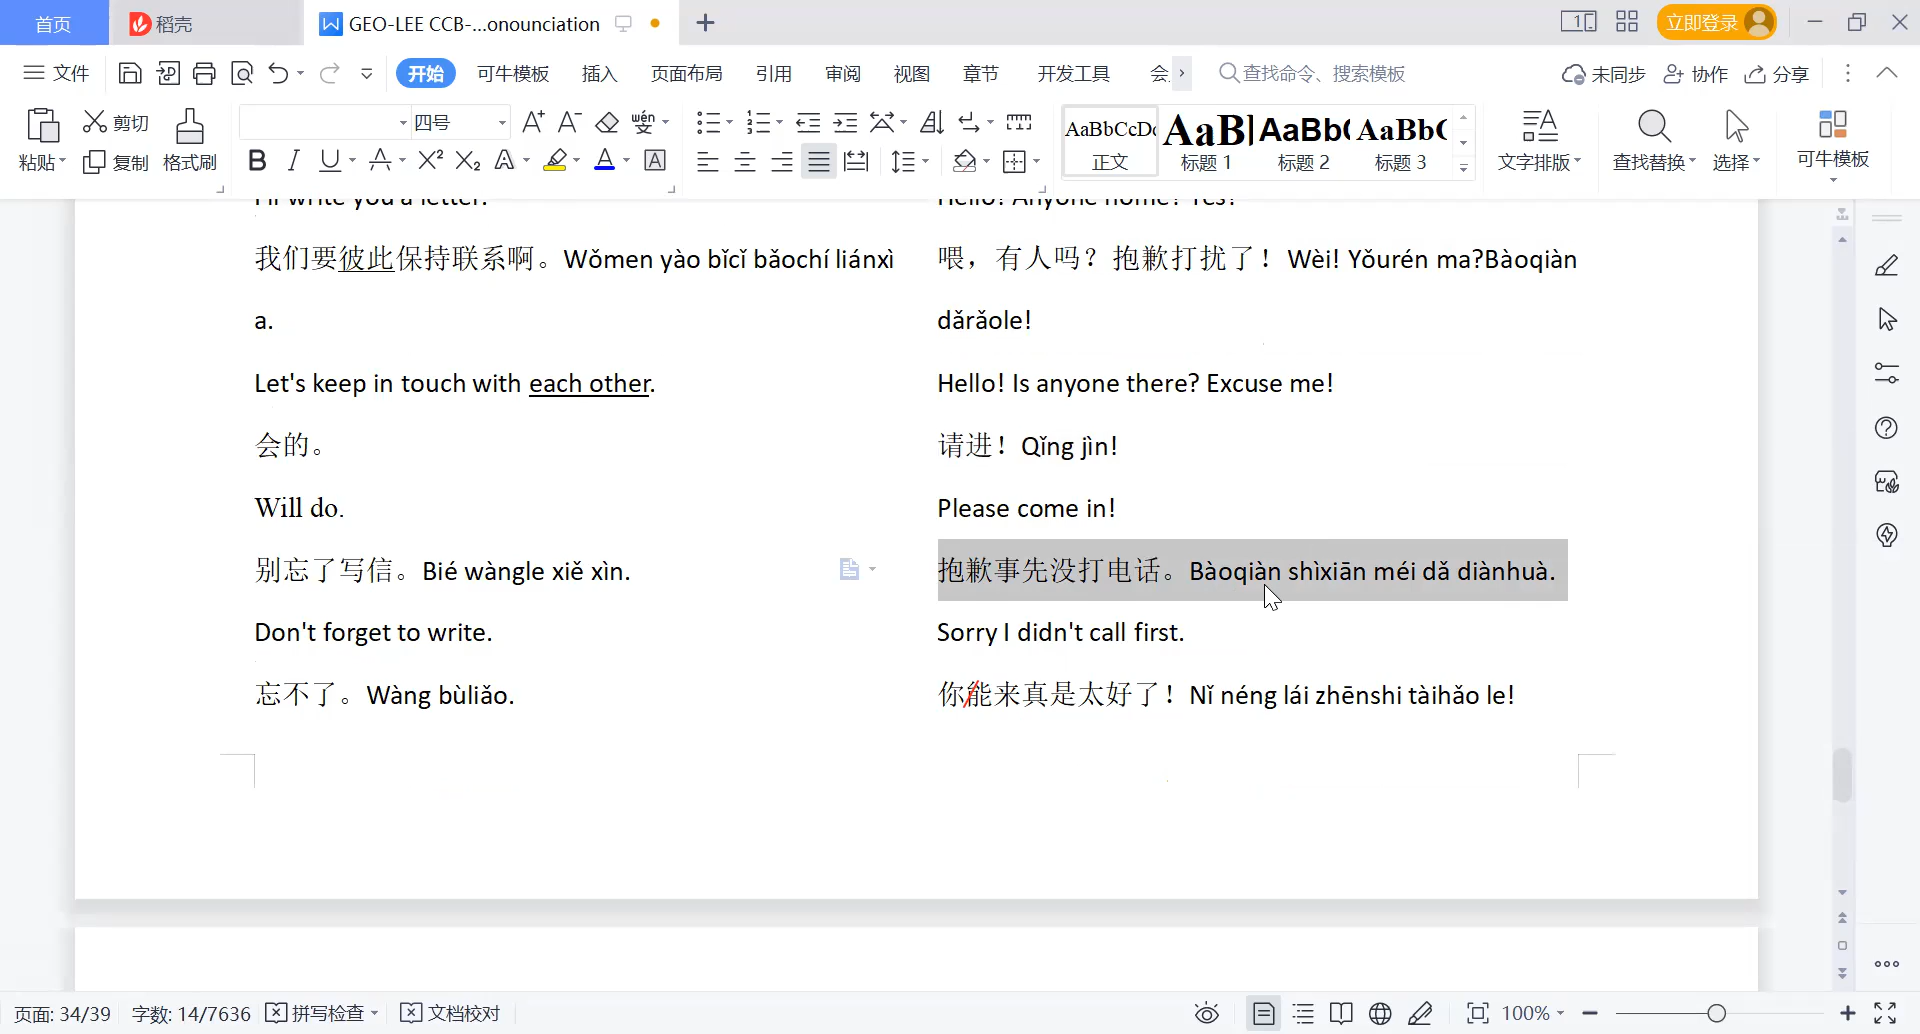 首页
稻壳
GEO-LEE CCB-...onounciation
立即登录
文件
开始
可牛模板
插入
页面布局
引用
审阅
视图
章节
开发工具
会
查找命令、搜索模板
未同步
协作
分享
粘贴
剪切
复制
格式刷
四号
AaBbCcDd
正文
AaBl
标题 1
AaBb(
标题 2
AaBb(
标题 3
文字排版
查找替换
选择
可牛模板
I'll write you a letter.
我们要彼此保持联系啊。Wǒmen yào bǐcǐ bǎochí liánxì
a.
Let's keep in touch with each other.
会的。
Will do.
别忘了写信。Bié wàngle xiě xìn.
Don't forget to write.
忘不了。Wàng bùliǎo.
Hello! Anyone home? Yes?
喂，有人吗？抱歉打扰了！Wèi! Yǒurén ma?Bàoqiàn
dǎrǎole!
Hello! Is anyone there? Excuse me!
请进！Qǐng jìn!
Please come in!
抱歉事先没打电话。Bàoqiàn shìxiān méi dǎ diànhuà.
Sorry I didn't call first.
你能来真是太好了！Nǐ néng lái zhēnshi tàihǎo le!
页面: 34/39
字数: 14/7636
拼写检查
文档校对
100%